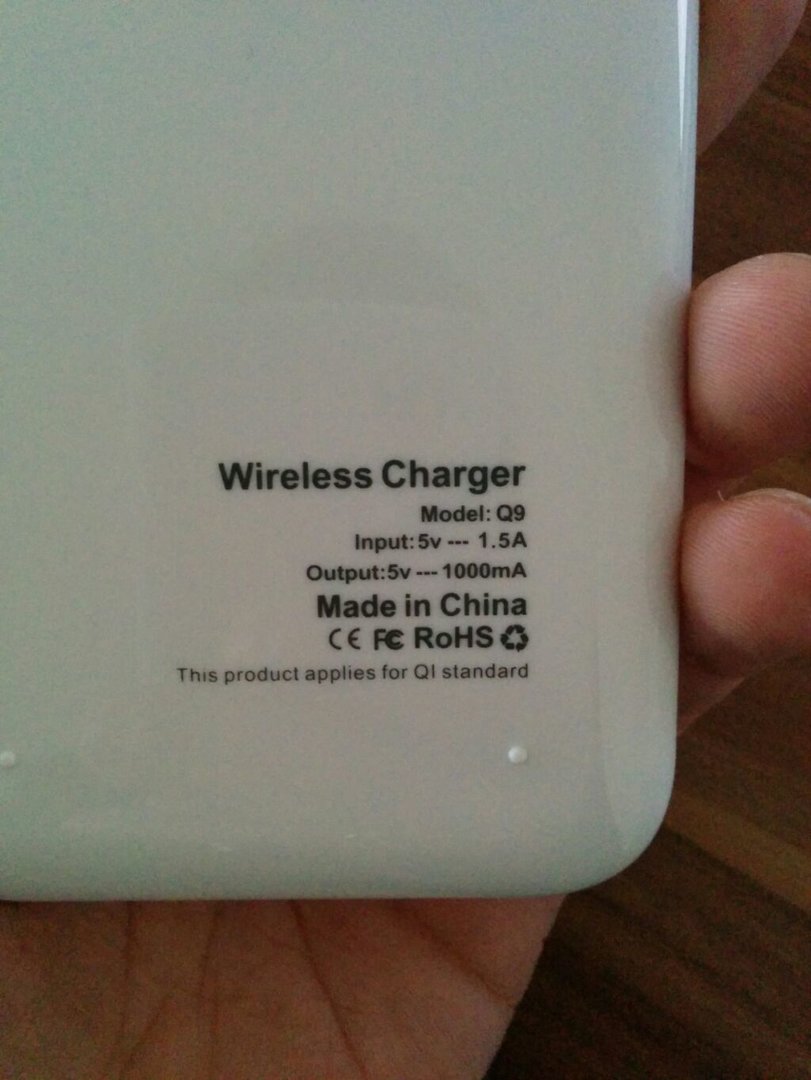 Wireless Charger
Model: Q9
Input: 5v --- 1.5A
Output:5v --- 1000mA
Made in China
CE FC RoHS
This product applies for QI standard